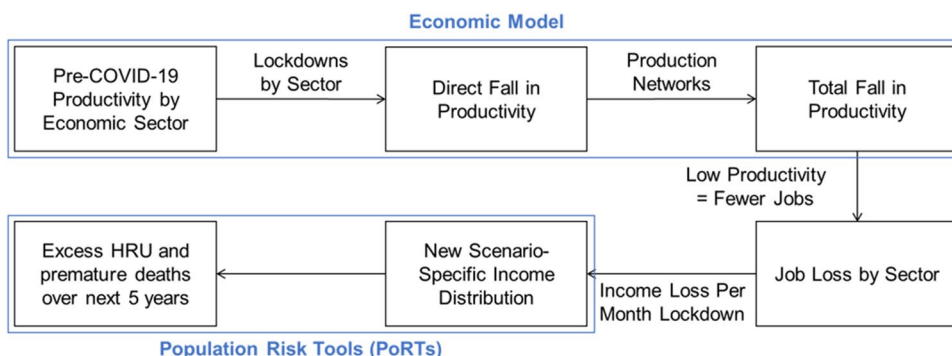 Economic Model
Pre-COVID-19
Productivity by
Economic Sector
Lockdowns
by Sector
Direct Fall in
Productivity
Production
Networks
Total Fall in
Productivity
Low Productivity
= Fewer Jobs
Excess HRU and
premature deaths
over next 5 years
New Scenario-
Specific Income
Distribution
Income Loss Per
Month Lockdown
Job Loss by Sector
Population Risk Tools (PoRTs)